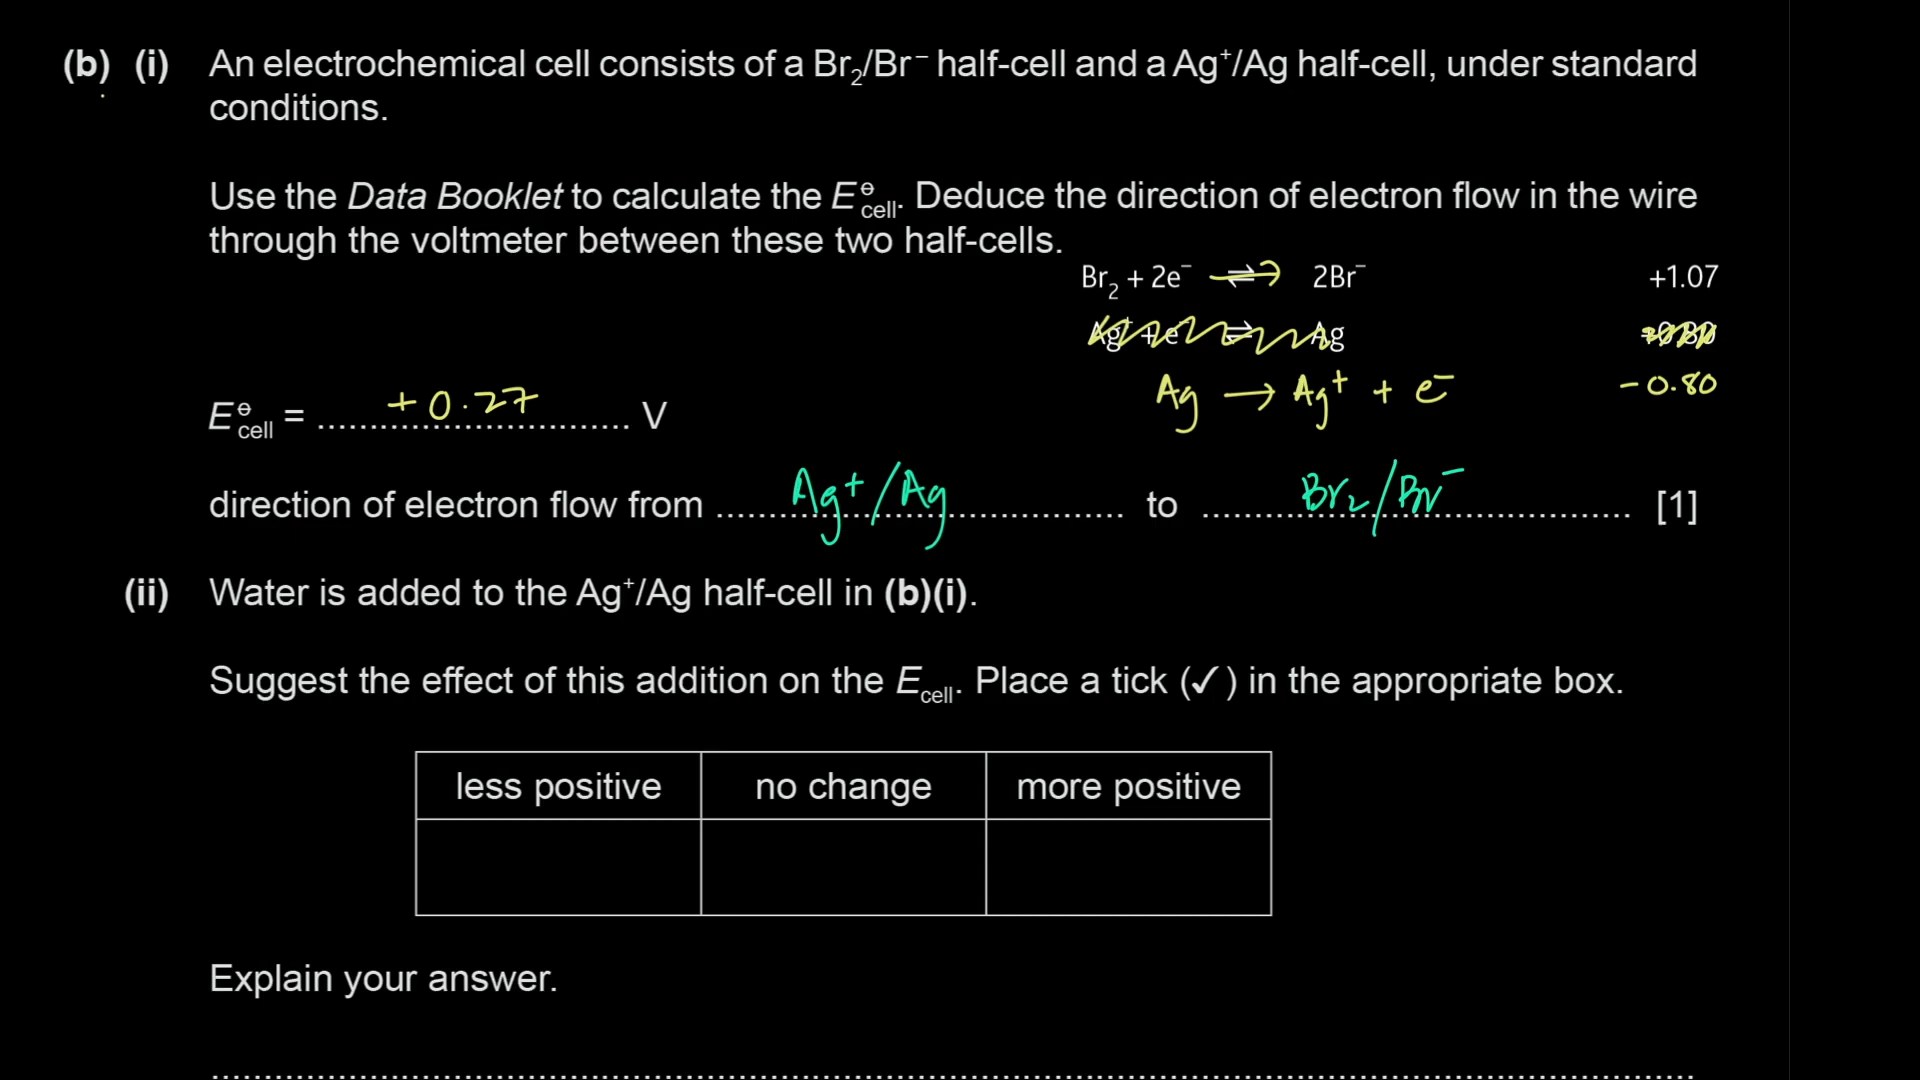 (b) (i) An electrochemical cell consists of a Br₂/Br⁻ half-cell and a Ag⁺/Ag half-cell, under standard
conditions.
Use the Data Booklet to calculate the E⦵cell. Deduce the direction of electron flow in the wire
through the voltmeter between these two half-cells.
Br₂ + 2e⁻ ⇌ 2Br⁻ +1.07
Ag⁺ + e⁻ ⇌ Ag +0.80
Ag → Ag⁺ + e⁻ -0.80
E⦵cell = +0.27 V
direction of electron flow from Ag⁺/Ag to Br₂/Br⁻ [1]
(ii) Water is added to the Ag⁺/Ag half-cell in (b)(i).
Suggest the effect of this addition on the Ecell. Place a tick (✓) in the appropriate box.
less positive no change more positive
Explain your answer.